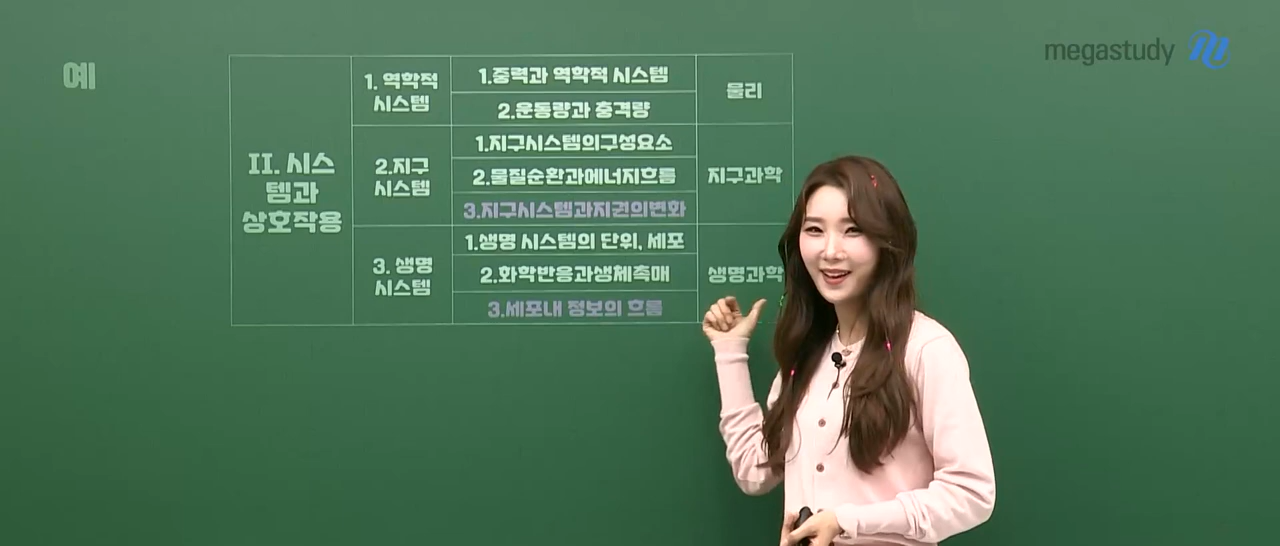 예
megastudy
II. 시스
템과
상호작용
1. 역학적
시스템
1.중력과 역학적 시스템
2.운동량과 충격량
물리
2.지구
시스템
1.지구시스템의구성요소
2.물질순환과에너지흐름
3.지구시스템과지권의변화
지구과학
3. 생명
시스템
1.생명 시스템의 단위, 세포
2.화학반응과생체촉매
3.세포내 정보의 흐름
생명과학